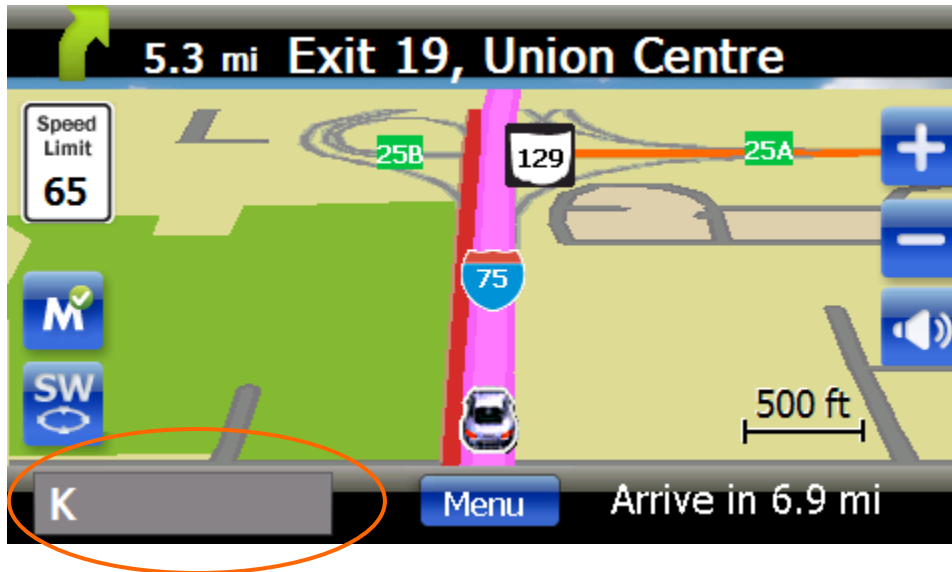 5.3 mi Exit 19, Union Centre
Speed
Limit
65
25B
129
25A
+
−
75
M
SW
500 ft
K
Menu
Arrive in 6.9 mi